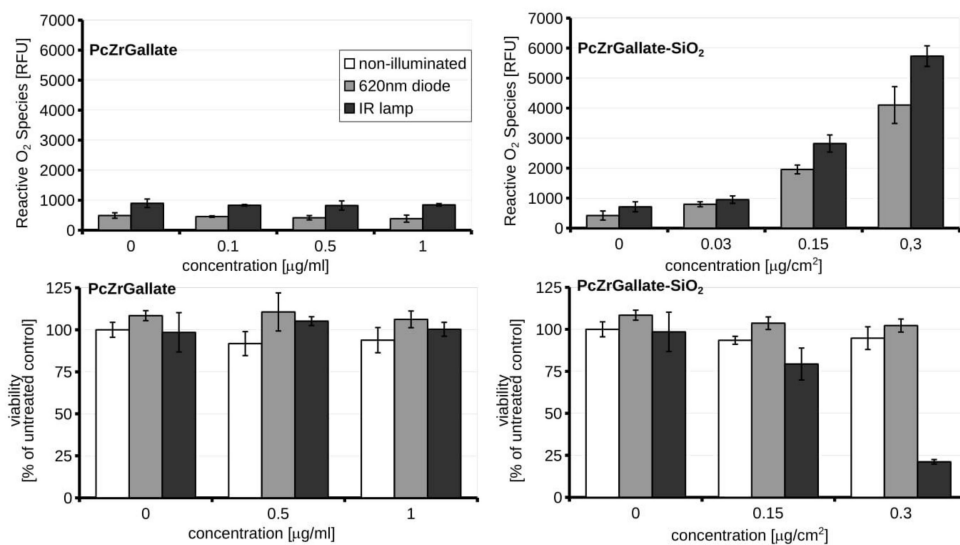 Reactive O₂ Species [RFU]
7000
6000
5000
4000
3000
2000
1000
0
PcZrGallate
non-illuminated
620nm diode
IR lamp
0 0.1 0.5 1
concentration [μg/ml]
Reactive O₂ Species [RFU]
7000
6000
5000
4000
3000
2000
1000
0
PcZrGallate-SiO₂
0 0.03 0.15 0,3
concentration [μg/cm²]
viability
[% of untreated control]
125
100
75
50
25
0
PcZrGallate
0 0.5 1
concentration [μg/ml]
viability
[% of untreated control]
125
100
75
50
25
0
PcZrGallate-SiO₂
0 0.15 0.3
concentration [μg/cm²]